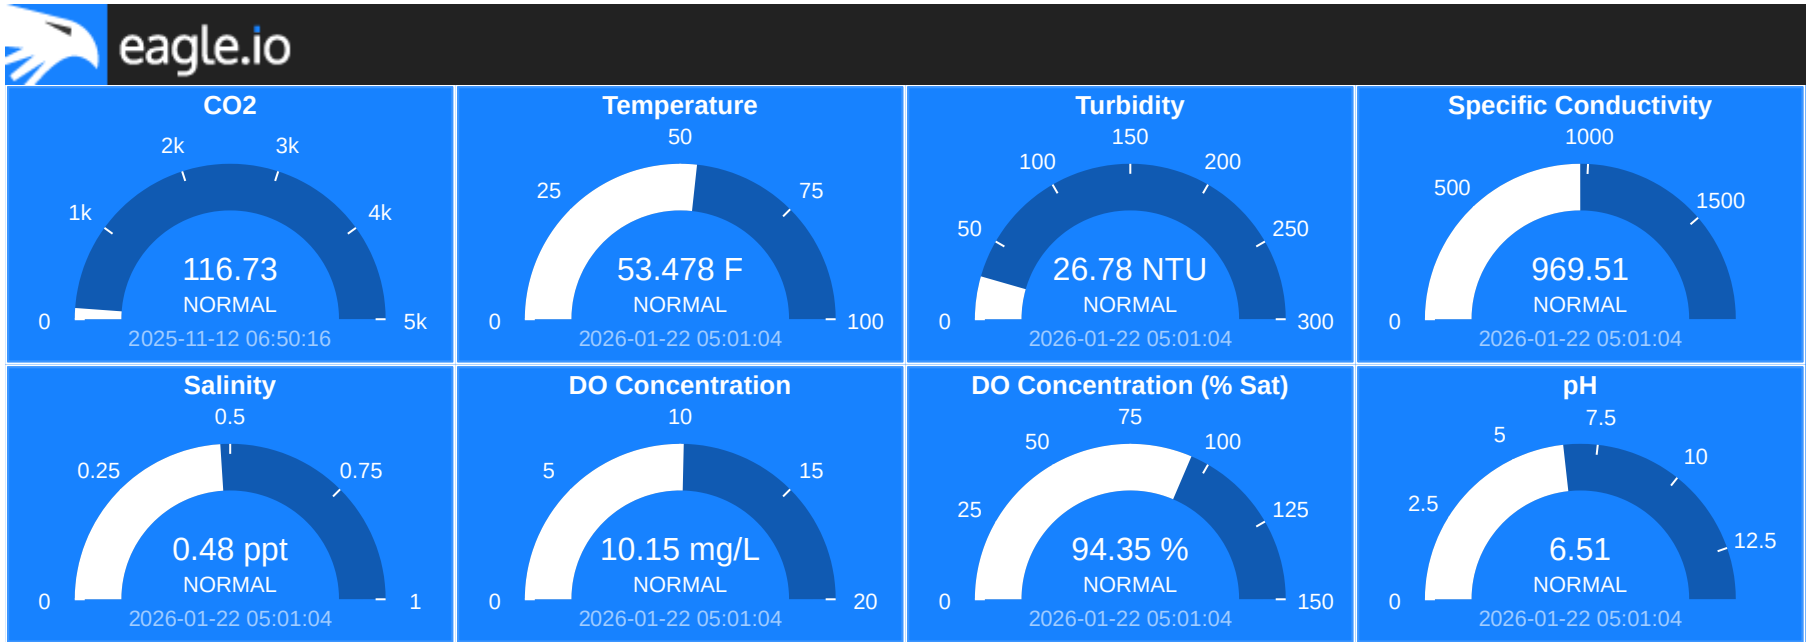 eagle.io
CO2
0
1k
2k
3k
4k
5k
116.73
NORMAL
2025-11-12 06:50:16
Temperature
0
25
50
75
100
53.478 F
NORMAL
2026-01-22 05:01:04
Turbidity
0
50
100
150
200
250
300
26.78 NTU
NORMAL
2026-01-22 05:01:04
Specific Conductivity
0
500
1000
1500
969.51
NORMAL
2026-01-22 05:01:04
Salinity
0
0.25
0.5
0.75
1
0.48 ppt
NORMAL
2026-01-22 05:01:04
DO Concentration
0
5
10
15
20
10.15 mg/L
NORMAL
2026-01-22 05:01:04
DO Concentration (% Sat)
0
25
50
75
100
125
150
94.35 %
NORMAL
2026-01-22 05:01:04
pH
0
2.5
5
7.5
10
12.5
6.51
NORMAL
2026-01-22 05:01:04